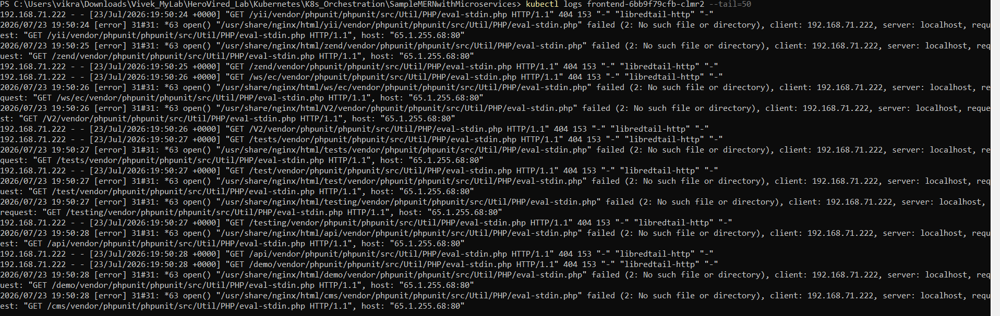 PS C:\Users\vikra\Downloads\Vivek_MyLab\HeroVired_Lab\Kubernetes\K8s_Orchestration\SampleMERNwithMicroservices> kubectl logs frontend-6bb9f79cfb-clmr2 --tail=50
192.168.71.222 - - [23/Jul/2026:19:50:24 +0000] "GET /yii/vendor/phpunit/phpunit/src/Util/PHP/eval-stdin.php HTTP/1.1" 404 153 "-" "libredtail-http" "-"
2026/07/23 19:50:24 [error] 31#31: *63 open() "/usr/share/nginx/html/yii/vendor/phpunit/phpunit/src/Util/PHP/eval-stdin.php" failed (2: No such file or directory), client: 192.168.71.222, server: localhost, requ
est: "GET /yii/vendor/phpunit/phpunit/src/Util/PHP/eval-stdin.php HTTP/1.1", host: "65.1.255.68:80"
2026/07/23 19:50:25 [error] 31#31: *63 open() "/usr/share/nginx/html/zend/vendor/phpunit/phpunit/src/Util/PHP/eval-stdin.php" failed (2: No such file or directory), client: 192.168.71.222, server: localhost, req
uest: "GET /zend/vendor/phpunit/phpunit/src/Util/PHP/eval-stdin.php HTTP/1.1", host: "65.1.255.68:80"
192.168.71.222 - - [23/Jul/2026:19:50:25 +0000] "GET /zend/vendor/phpunit/phpunit/src/Util/PHP/eval-stdin.php HTTP/1.1" 404 153 "-" "libredtail-http" "-"
192.168.71.222 - - [23/Jul/2026:19:50:26 +0000] "GET /ws/ec/vendor/phpunit/phpunit/src/Util/PHP/eval-stdin.php HTTP/1.1" 404 153 "-" "libredtail-http" "-"
2026/07/23 19:50:26 [error] 31#31: *63 open() "/usr/share/nginx/html/ws/ec/vendor/phpunit/phpunit/src/Util/PHP/eval-stdin.php" failed (2: No such file or directory), client: 192.168.71.222, server: localhost, re
quest: "GET /ws/ec/vendor/phpunit/phpunit/src/Util/PHP/eval-stdin.php HTTP/1.1", host: "65.1.255.68:80"
2026/07/23 19:50:26 [error] 31#31: *63 open() "/usr/share/nginx/html/V2/vendor/phpunit/phpunit/src/Util/PHP/eval-stdin.php" failed (2: No such file or directory), client: 192.168.71.222, server: localhost, reque
st: "GET /V2/vendor/phpunit/phpunit/src/Util/PHP/eval-stdin.php HTTP/1.1", host: "65.1.255.68:80"
192.168.71.222 - - [23/Jul/2026:19:50:26 +0000] "GET /V2/vendor/phpunit/phpunit/src/Util/PHP/eval-stdin.php HTTP/1.1" 404 153 "-" "libredtail-http" "-"
192.168.71.222 - - [23/Jul/2026:19:50:27 +0000] "GET /tests/vendor/phpunit/phpunit/src/Util/PHP/eval-stdin.php HTTP/1.1" 404 153 "-" "libredtail-http" "-"
2026/07/23 19:50:27 [error] 31#31: *63 open() "/usr/share/nginx/html/tests/vendor/phpunit/phpunit/src/Util/PHP/eval-stdin.php" failed (2: No such file or directory), client: 192.168.71.222, server: localhost, re
quest: "GET /tests/vendor/phpunit/phpunit/src/Util/PHP/eval-stdin.php HTTP/1.1", host: "65.1.255.68:80"
192.168.71.222 - - [23/Jul/2026:19:50:27 +0000] "GET /test/vendor/phpunit/phpunit/src/Util/PHP/eval-stdin.php HTTP/1.1" 404 153 "-" "libredtail-http" "-"
2026/07/23 19:50:27 [error] 31#31: *63 open() "/usr/share/nginx/html/test/vendor/phpunit/phpunit/src/Util/PHP/eval-stdin.php" failed (2: No such file or directory), client: 192.168.71.222, server: localhost, req
uest: "GET /test/vendor/phpunit/phpunit/src/Util/PHP/eval-stdin.php HTTP/1.1", host: "65.1.255.68:80"
2026/07/23 19:50:27 [error] 31#31: *63 open() "/usr/share/nginx/html/testing/vendor/phpunit/phpunit/src/Util/PHP/eval-stdin.php" failed (2: No such file or directory), client: 192.168.71.222, server: localhost,
request: "GET /testing/vendor/phpunit/phpunit/src/Util/PHP/eval-stdin.php HTTP/1.1", host: "65.1.255.68:80"
192.168.71.222 - - [23/Jul/2026:19:50:27 +0000] "GET /testing/vendor/phpunit/phpunit/src/Util/PHP/eval-stdin.php HTTP/1.1" 404 153 "-" "libredtail-http" "-"
2026/07/23 19:50:28 [error] 31#31: *63 open() "/usr/share/nginx/html/api/vendor/phpunit/phpunit/src/Util/PHP/eval-stdin.php" failed (2: No such file or directory), client: 192.168.71.222, server: localhost, requ
est: "GET /api/vendor/phpunit/phpunit/src/Util/PHP/eval-stdin.php HTTP/1.1", host: "65.1.255.68:80"
192.168.71.222 - - [23/Jul/2026:19:50:28 +0000] "GET /api/vendor/phpunit/phpunit/src/Util/PHP/eval-stdin.php HTTP/1.1" 404 153 "-" "libredtail-http" "-"
192.168.71.222 - - [23/Jul/2026:19:50:28 +0000] "GET /demo/vendor/phpunit/phpunit/src/Util/PHP/eval-stdin.php HTTP/1.1" 404 153 "-" "libredtail-http" "-"
2026/07/23 19:50:28 [error] 31#31: *63 open() "/usr/share/nginx/html/demo/vendor/phpunit/phpunit/src/Util/PHP/eval-stdin.php" failed (2: No such file or directory), client: 192.168.71.222, server: localhost, req
uest: "GET /demo/vendor/phpunit/phpunit/src/Util/PHP/eval-stdin.php HTTP/1.1", host: "65.1.255.68:80"
2026/07/23 19:50:28 [error] 31#31: *63 open() "/usr/share/nginx/html/cms/vendor/phpunit/phpunit/src/Util/PHP/eval-stdin.php" failed (2: No such file or directory), client: 192.168.71.222, server: localhost, requ
est: "GET /cms/vendor/phpunit/phpunit/src/Util/PHP/eval-stdin.php HTTP/1.1", host: "65.1.255.68:80"